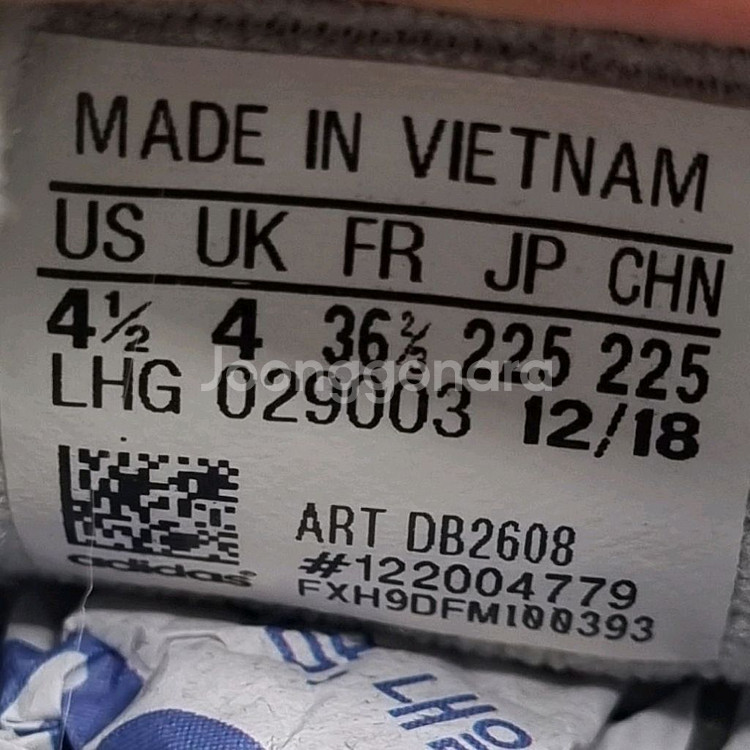 MADE IN VIETNAM
US UK FR JP CHN
4½ 4 36⅔ 225 225
Joonggonara
LHG 029003 12/18
ART DB2608
adidas
#122004779
FXH9DFM100393